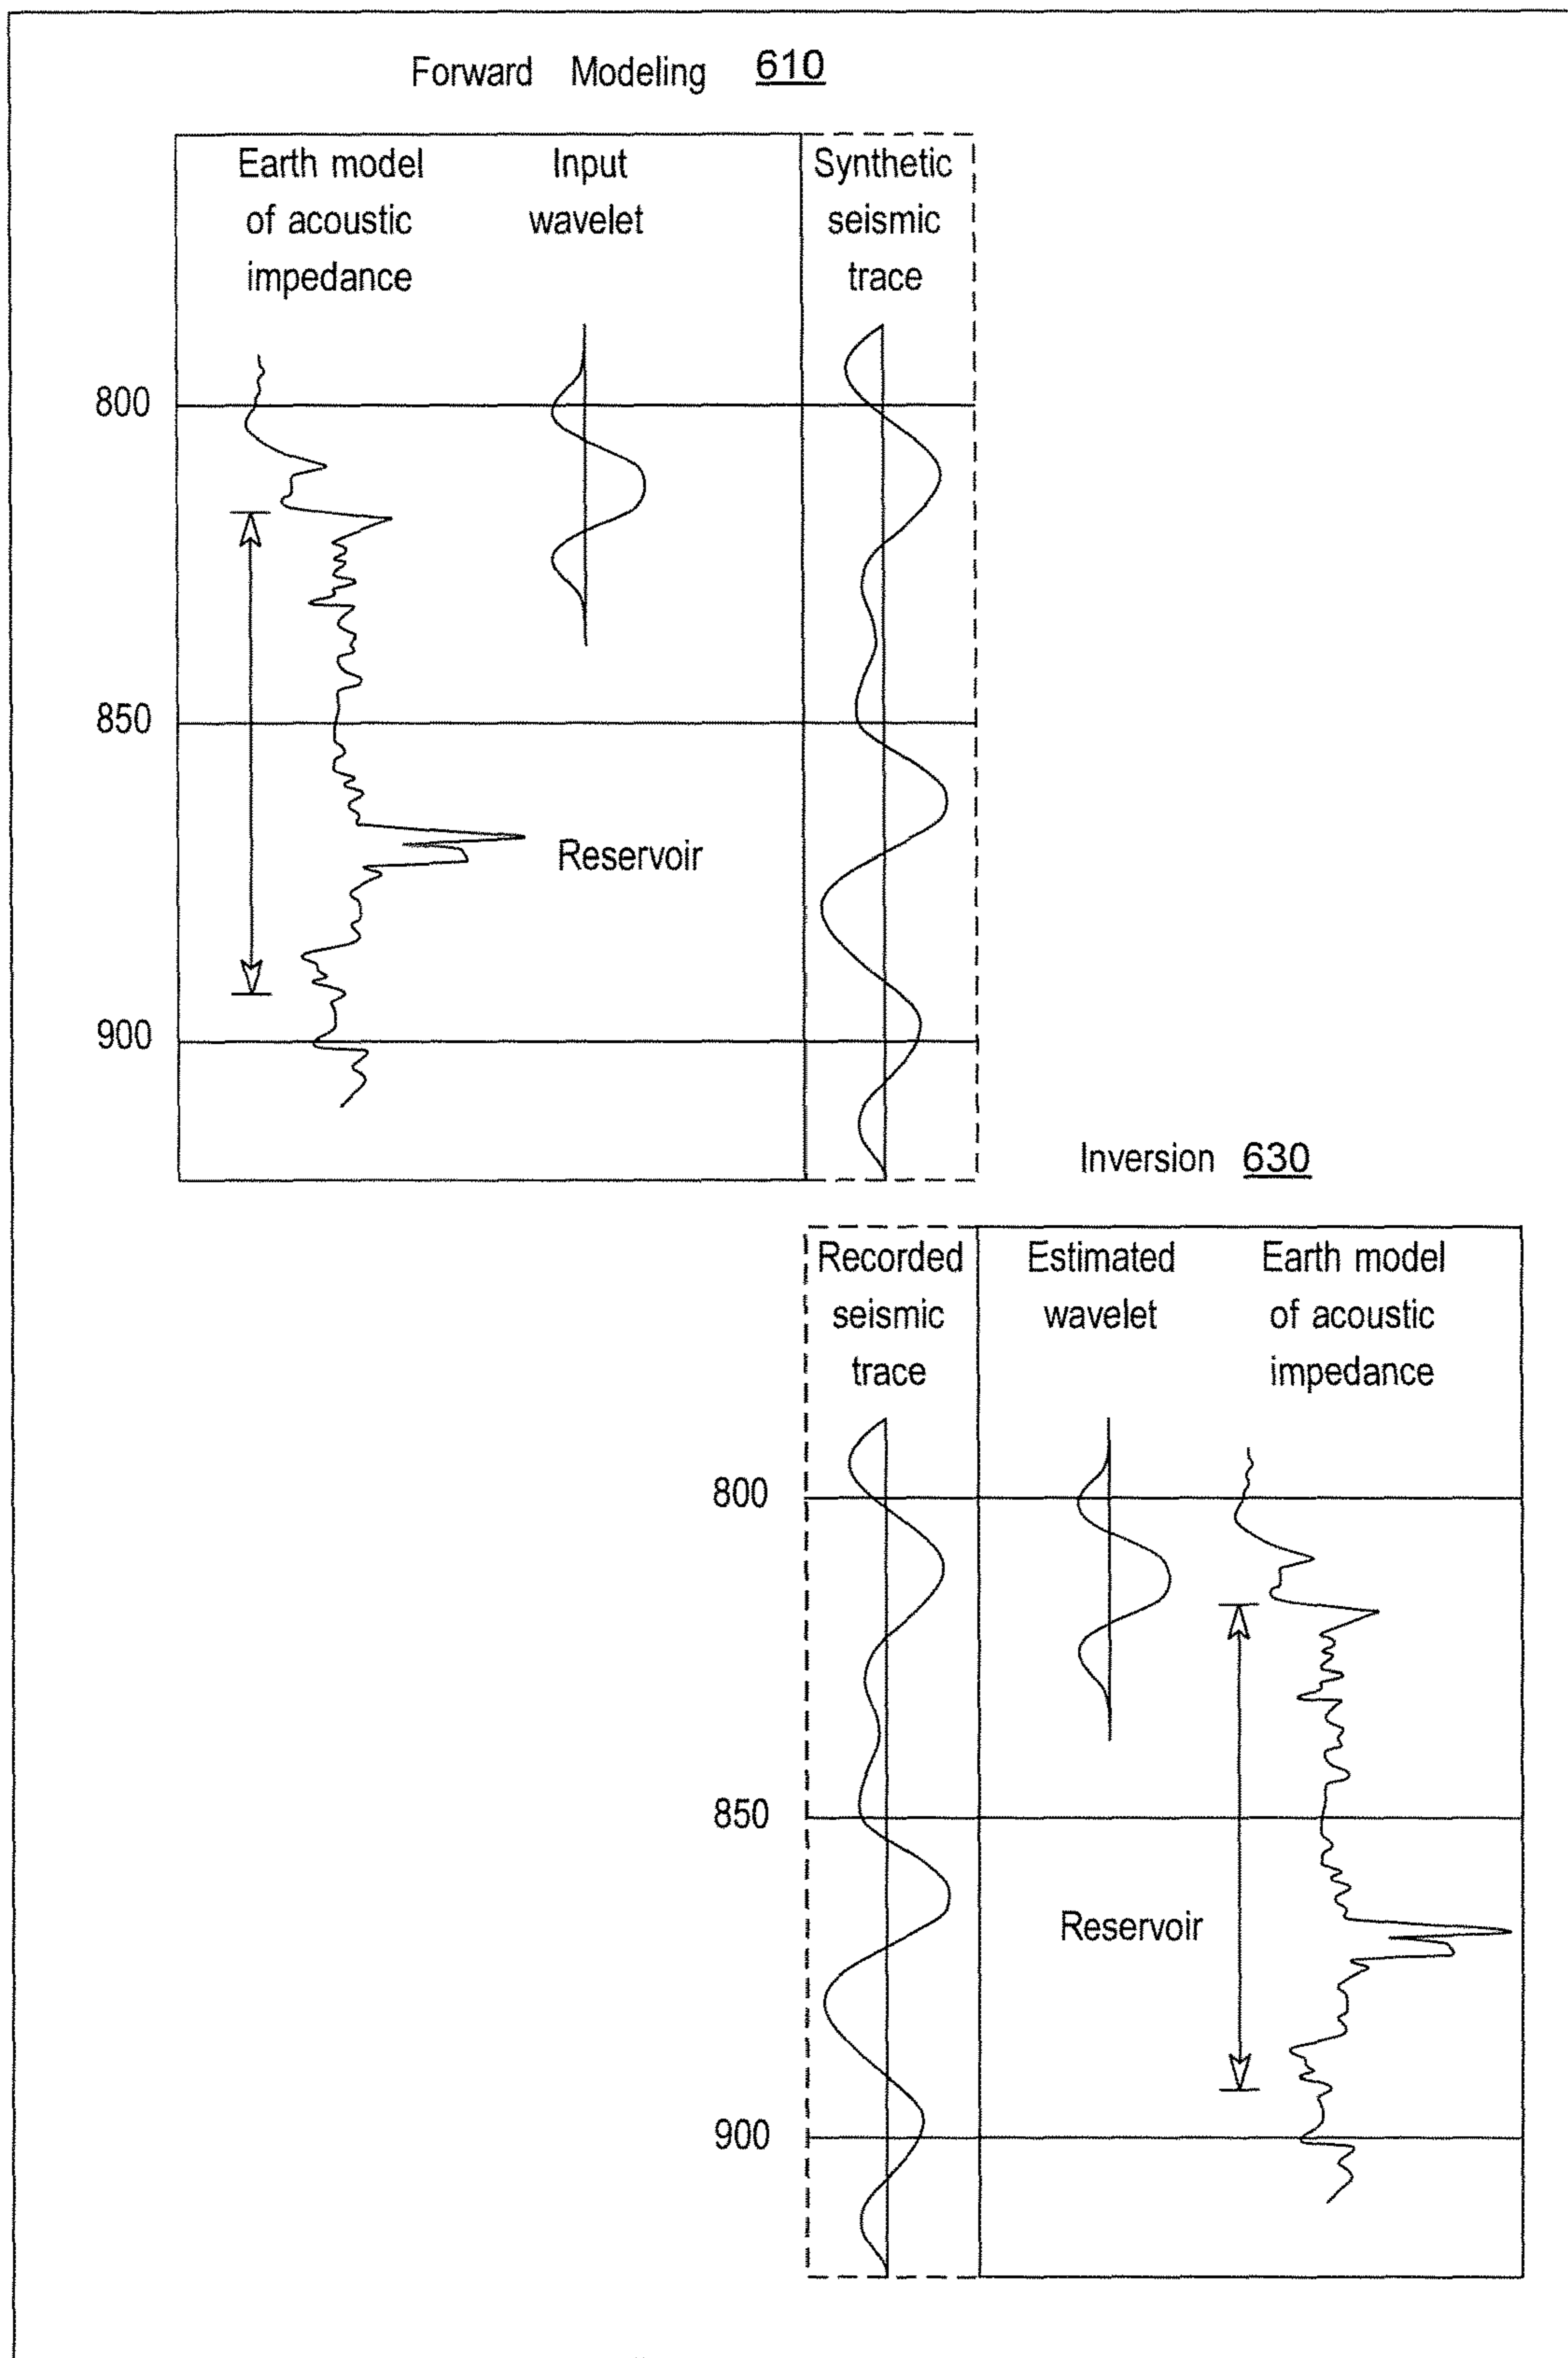 Forward Modeling 610
Earth model
of acoustic
impedance
Input
wavelet
Synthetic
seismic
trace
800
850
Reservoir
900
Inversion 630
Recorded
seismic
trace
Estimated
wavelet
Earth model
of acoustic
impedance
800
850
Reservoir
900